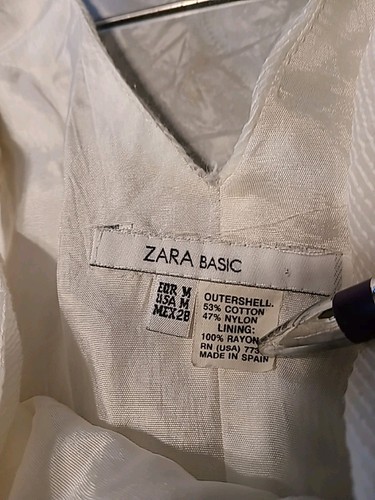 ZARA BASIC
EUR M
USA M
MEX 28
OUTERSHELL.
53% COTTON
47% NYLON
LINING:
100% RAYON
RN (USA) 773
MADE IN SPAIN